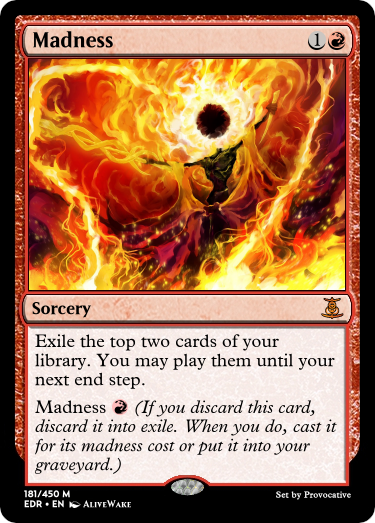 Madness 1
Sorcery
Exile the top two cards of your
library. You may play them until your
next end step.
Madness (If you discard this card,
discard it into exile. When you do, cast it
for its madness cost or put it into your
graveyard.)
181/450 M
EDR • EN AliveWake
Set by Provocative